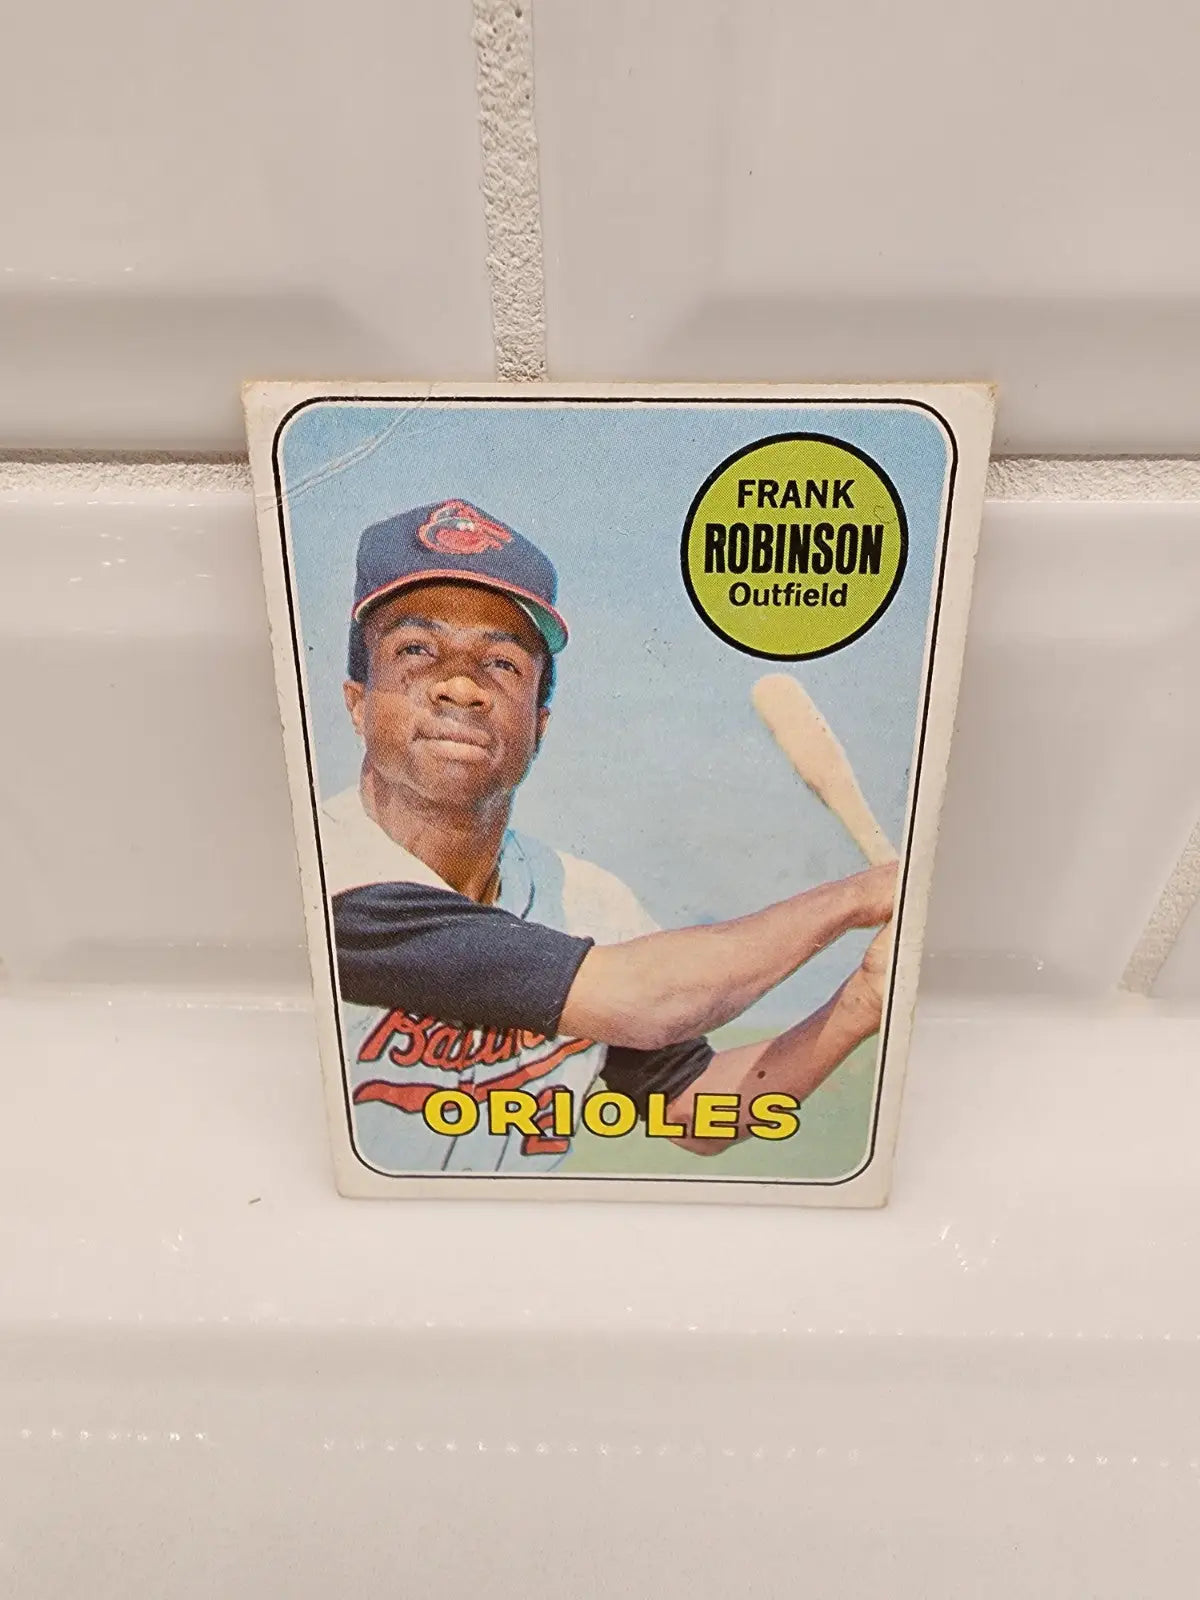 FRANK
ROBINSON
Outfield
ORIOLES